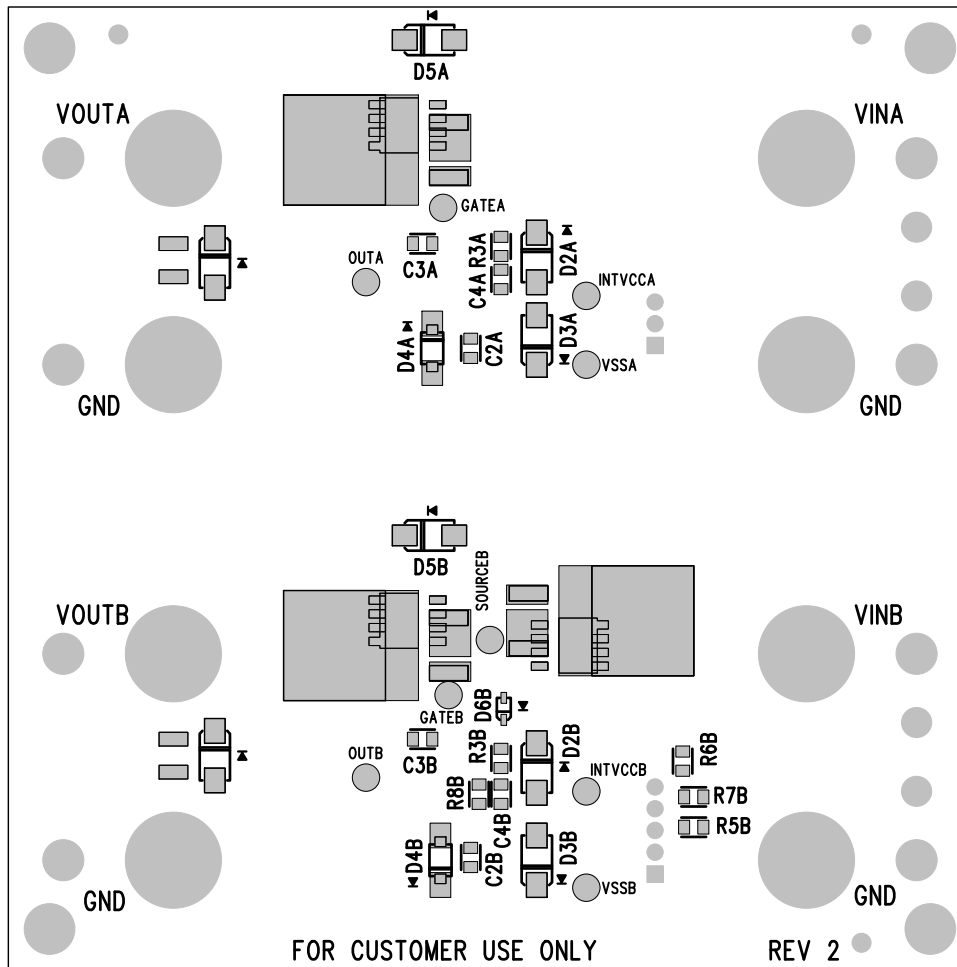 D5A
VOUTA
VINA
GATEA
OUTA
C3A
R3A
D2A
C4A
INTVCCA
D4A
C2A
D3A
VSSA
GND
GND
D5B
SOURCEB
VOUTB
VINB
GATEB
D6B
OUTB
C3B
R3B
D2B
INTVCCB
R6B
R8B
C4B
R7B
R5B
D4B
C2B
D3B
VSSB
GND
GND
FOR CUSTOMER USE ONLY
REV 2